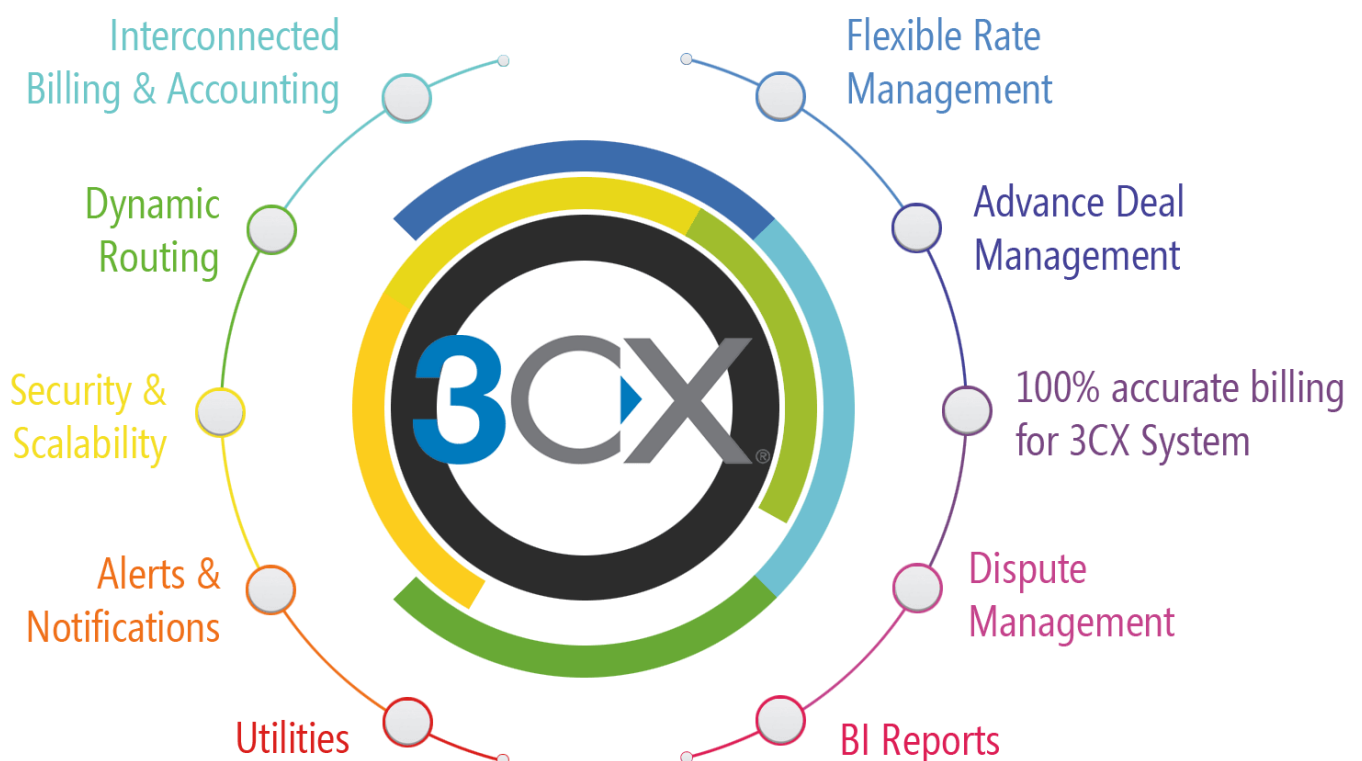 Interconnected
Billing & Accounting
Dynamic
Routing
Security &
Scalability
Alerts &
Notifications
Utilities
3CX®
Flexible Rate
Management
Advance Deal
Management
100% accurate billing
for 3CX System
Dispute
Management
BI Reports